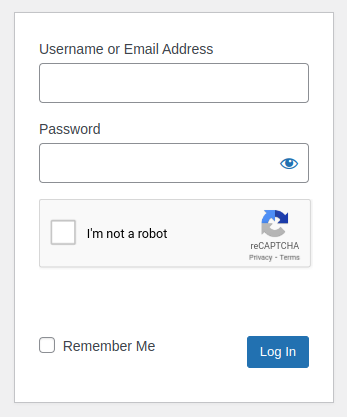 Username or Email Address
Password
I'm not a robot
reCAPTCHA
Privacy - Terms
Remember Me
Log In